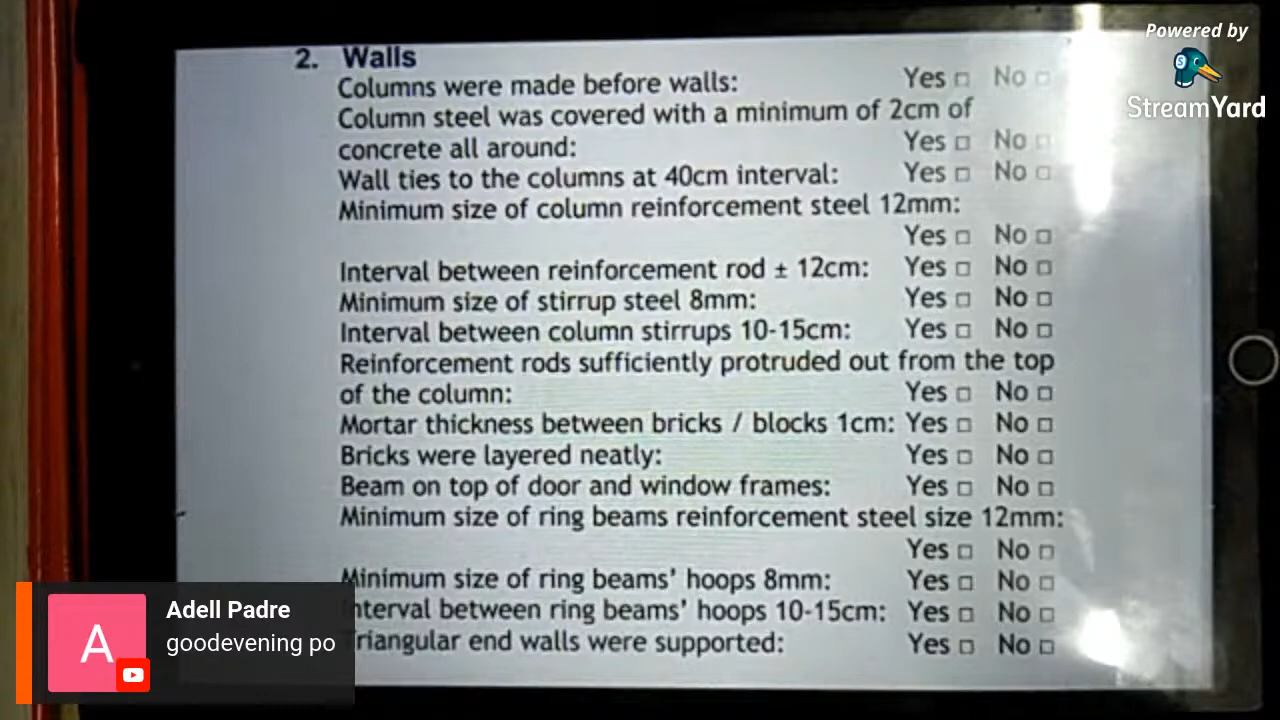 Powered by
StreamYard
2. Walls
Columns were made before walls: Yes □ No □
Column steel was covered with a minimum of 2cm of
concrete all around: Yes □ No □
Wall ties to the columns at 40cm interval: Yes □ No □
Minimum size of column reinforcement steel 12mm:
Yes □ No □
Interval between reinforcement rod ± 12cm: Yes □ No □
Minimum size of stirrup steel 8mm: Yes □ No □
Interval between column stirrups 10-15cm: Yes □ No □
Reinforcement rods sufficiently protruded out from the top
of the column: Yes □ No □
Mortar thickness between bricks / blocks 1cm: Yes □ No □
Bricks were layered neatly: Yes □ No □
Beam on top of door and window frames: Yes □ No □
Minimum size of ring beams reinforcement steel size 12mm:
Yes □ No □
Minimum size of ring beams' hoops 8mm: Yes □ No □
Interval between ring beams' hoops 10-15cm: Yes □ No □
Triangular end walls were supported: Yes □ No □
A
Adell Padre
goodevening po